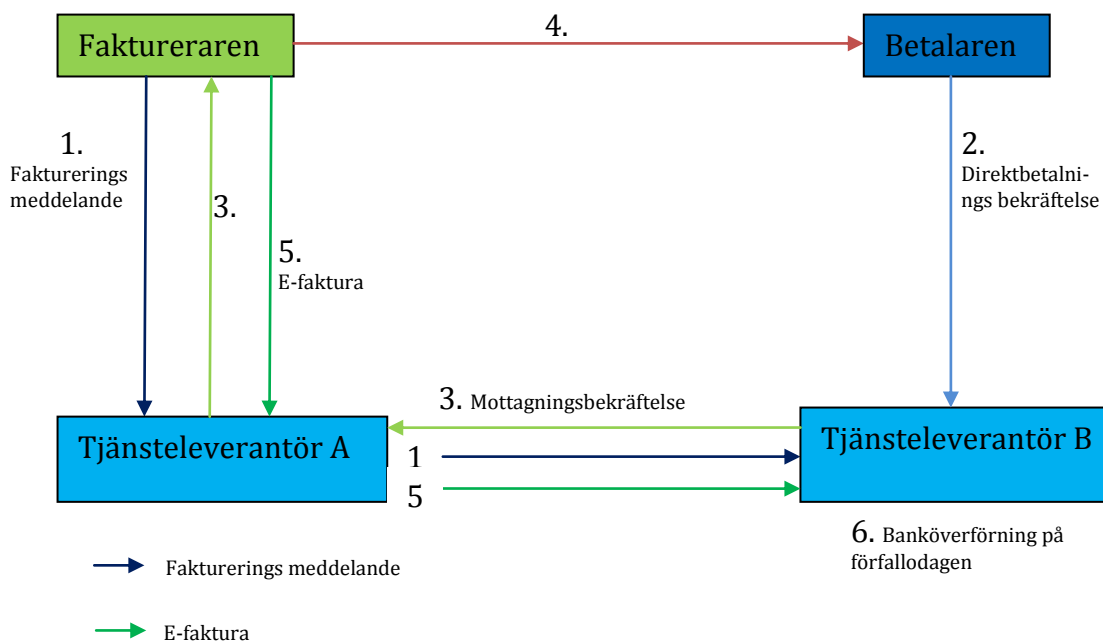 Faktureraren
4.
Betalaren
1.
Fakturerings
meddelande
3.
5.
E-faktura
2.
Direktbetalni-
ngs bekräftelse
3. Mottagningsbekräftelse
Tjänsteleverantör A
Tjänsteleverantör B
1
5
6. Banköverförning på
förfallodagen
Fakturerings meddelande
E-faktura